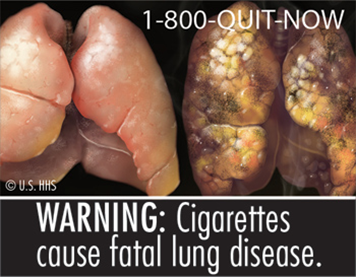 1-800-QUIT-NOW
© U.S. HHS
WARNING: Cigarettes
cause fatal lung disease.